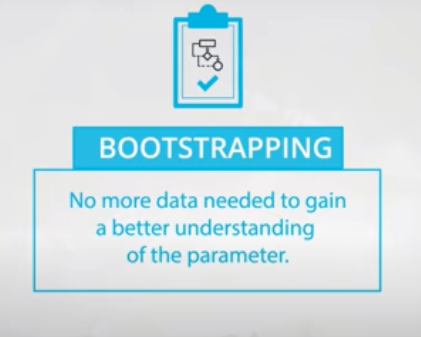 BOOTSTRAPPING
No more data needed to gain
a better understanding
of the parameter.